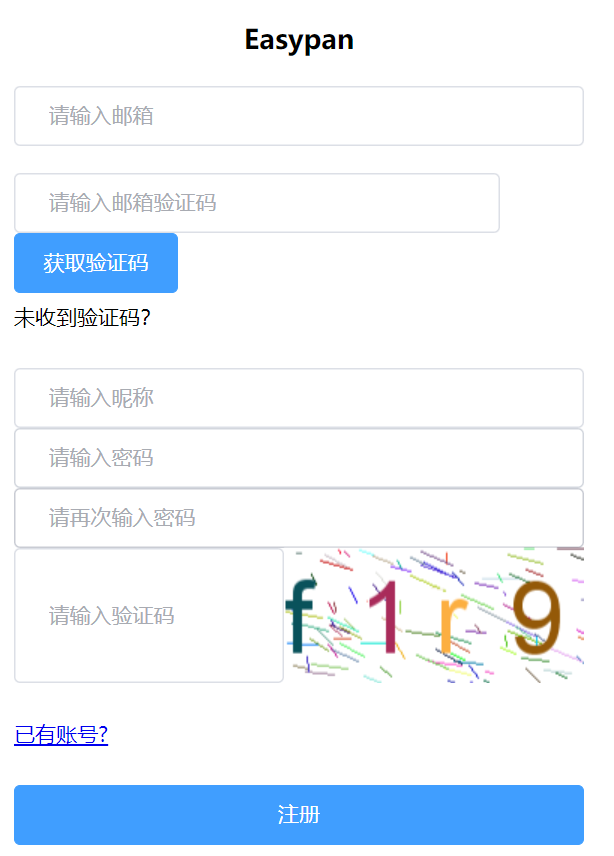 Easypan
请输入邮箱
请输入邮箱验证码
获取验证码
未收到验证码?
请输入昵称
请输入密码
请再次输入密码
请输入验证码
f1r9
已有账号?
注册